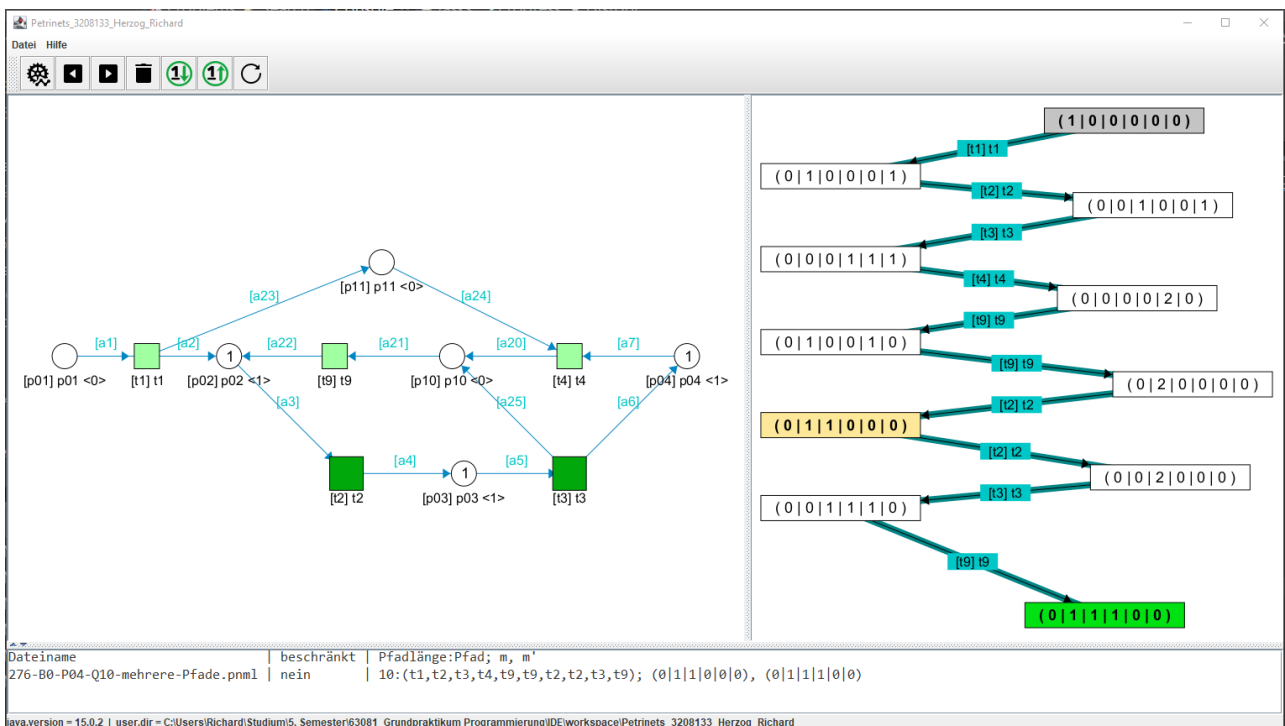 Petrinets_3208133_Herzog_Richard
Datei Hilfe
1 1
[p11] p11 <0>
[a23] [a24]
[a1] [a2] [a22] [a21] [a20] [a7]
1 1
[p01] p01 <0> [t1] t1 [p02] p02 <1> [t9] t9 [p10] p10 <0> [t4] t4 [p04] p04 <1>
[a3] [a25] [a6]
[a4] [a5]
1
[t2] t2 [p03] p03 <1> [t3] t3
( 1 | 0 | 0 | 0 | 0 | 0 )
[t1] t1
( 0 | 1 | 0 | 0 | 0 | 1 )
[t2] t2
( 0 | 0 | 1 | 0 | 0 | 1 )
[t3] t3
( 0 | 0 | 0 | 1 | 1 | 1 )
[t4] t4
( 0 | 0 | 0 | 0 | 2 | 0 )
[t9] t9
( 0 | 1 | 0 | 0 | 1 | 0 )
[t9] t9
( 0 | 2 | 0 | 0 | 0 | 0 )
[t2] t2
( 0 | 1 | 1 | 0 | 0 | 0 )
[t2] t2
( 0 | 0 | 2 | 0 | 0 | 0 )
[t3] t3
( 0 | 0 | 1 | 1 | 1 | 0 )
[t9] t9
( 0 | 1 | 1 | 1 | 0 | 0 )
Dateiname | beschränkt | Pfadlänge:Pfad; m, m'
276-B0-P04-Q10-mehrere-Pfade.pnml | nein | 10:(t1,t2,t3,t4,t9,t9,t2,t2,t3,t9); (0|1|1|0|0|0), (0|1|1|1|0|0)
java.version = 15.0.2 | user.dir = C:\Users\Richard\Studium\5. Semester\63081_Grundpraktikum Programmierung\IDE\workspace\Petrinets_3208133_Herzog_Richard